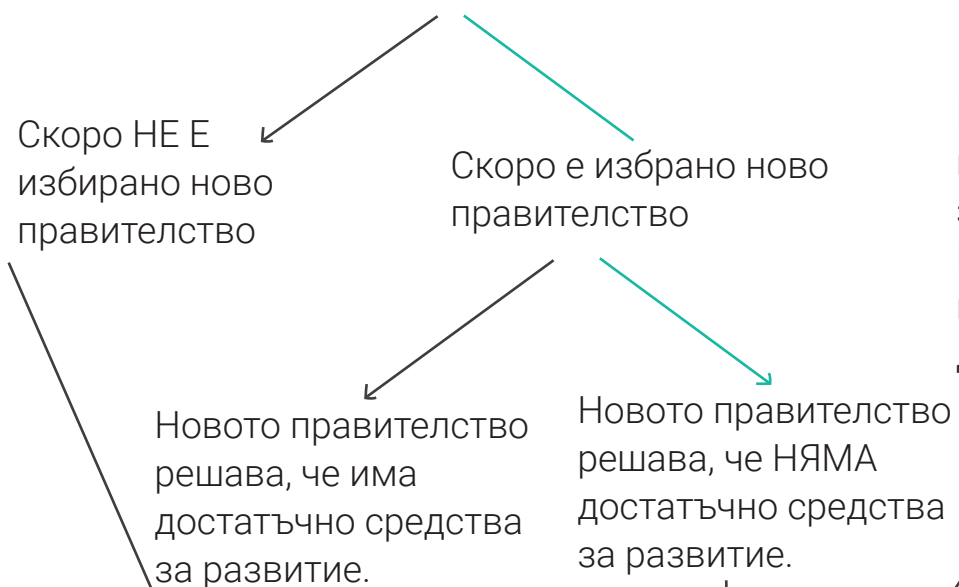 Скоро НЕ Е
избирано ново
правителство
Скоро е избрано ново
правителство
Новото правителство
решава, че има
достатъчно средства
за развитие.
Новото правителство
решава, че НЯМА
достатъчно средства
за развитие.